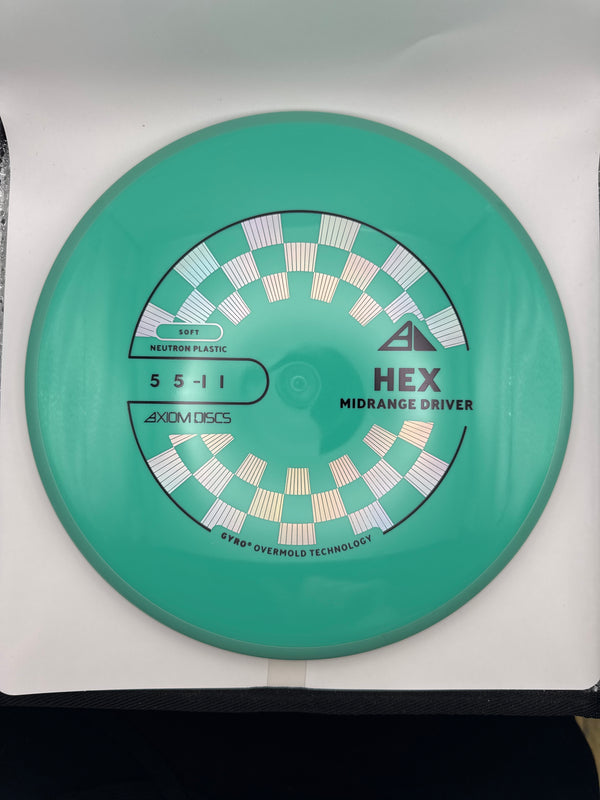 SOFT
NEUTRON PLASTIC
5 5 -1 1
AXIOM DISCS
HEX
MIDRANGE DRIVER
GYRO® OVERMOLD TECHNOLOGY